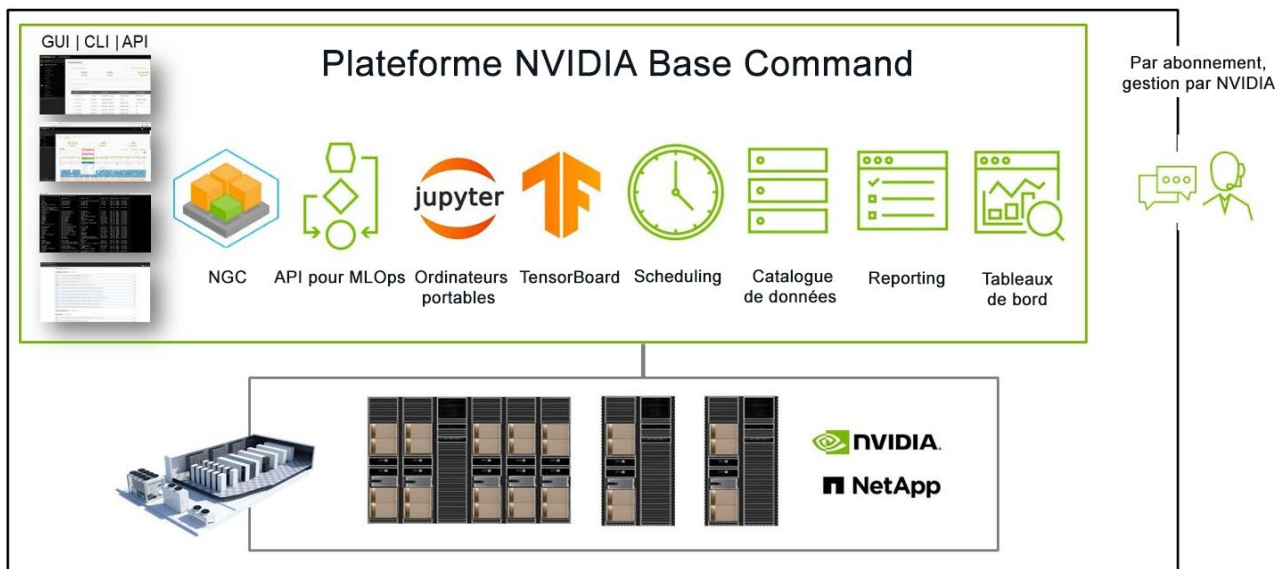 GUI | CLI | API
Plateforme NVIDIA Base Command
Par abonnement,
gestion par NVIDIA
jupyter
NGC
API pour MLOps
Ordinateurs
portables
TensorBoard
Scheduling
Catalogue
de données
Reporting
Tableaux
de bord
NVIDIA.
NetApp